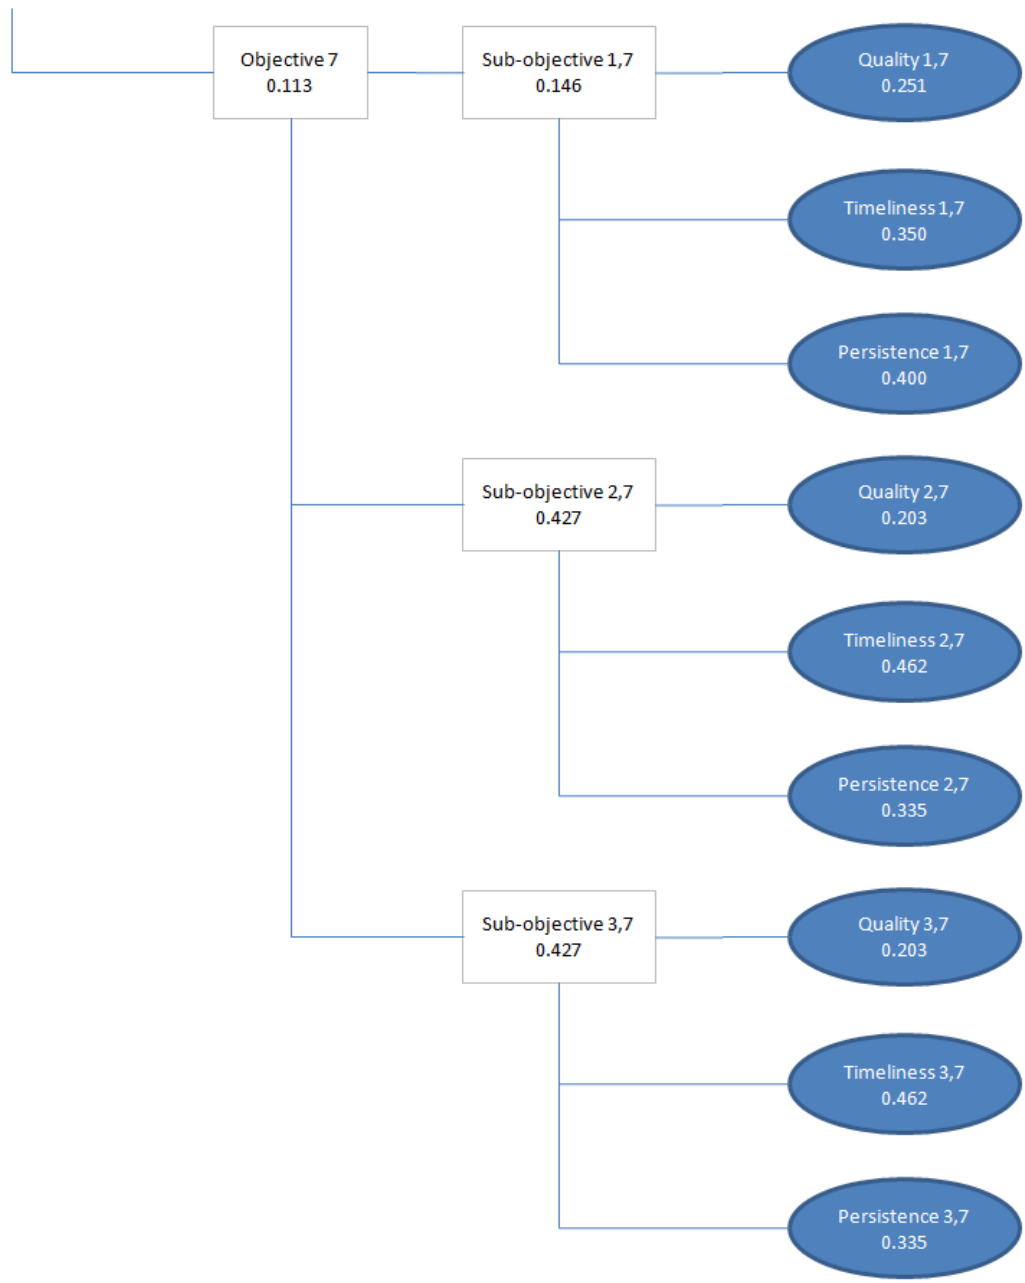 Objective 7
0.113
Sub-objective 1,7
0.146
Quality 1,7
0.251
Timeliness 1,7
0.350
Persistence 1,7
0.400
Sub-objective 2,7
0.427
Quality 2,7
0.203
Timeliness 2,7
0.462
Persistence 2,7
0.335
Sub-objective 3,7
0.427
Quality 3,7
0.203
Timeliness 3,7
0.462
Persistence 3,7
0.335